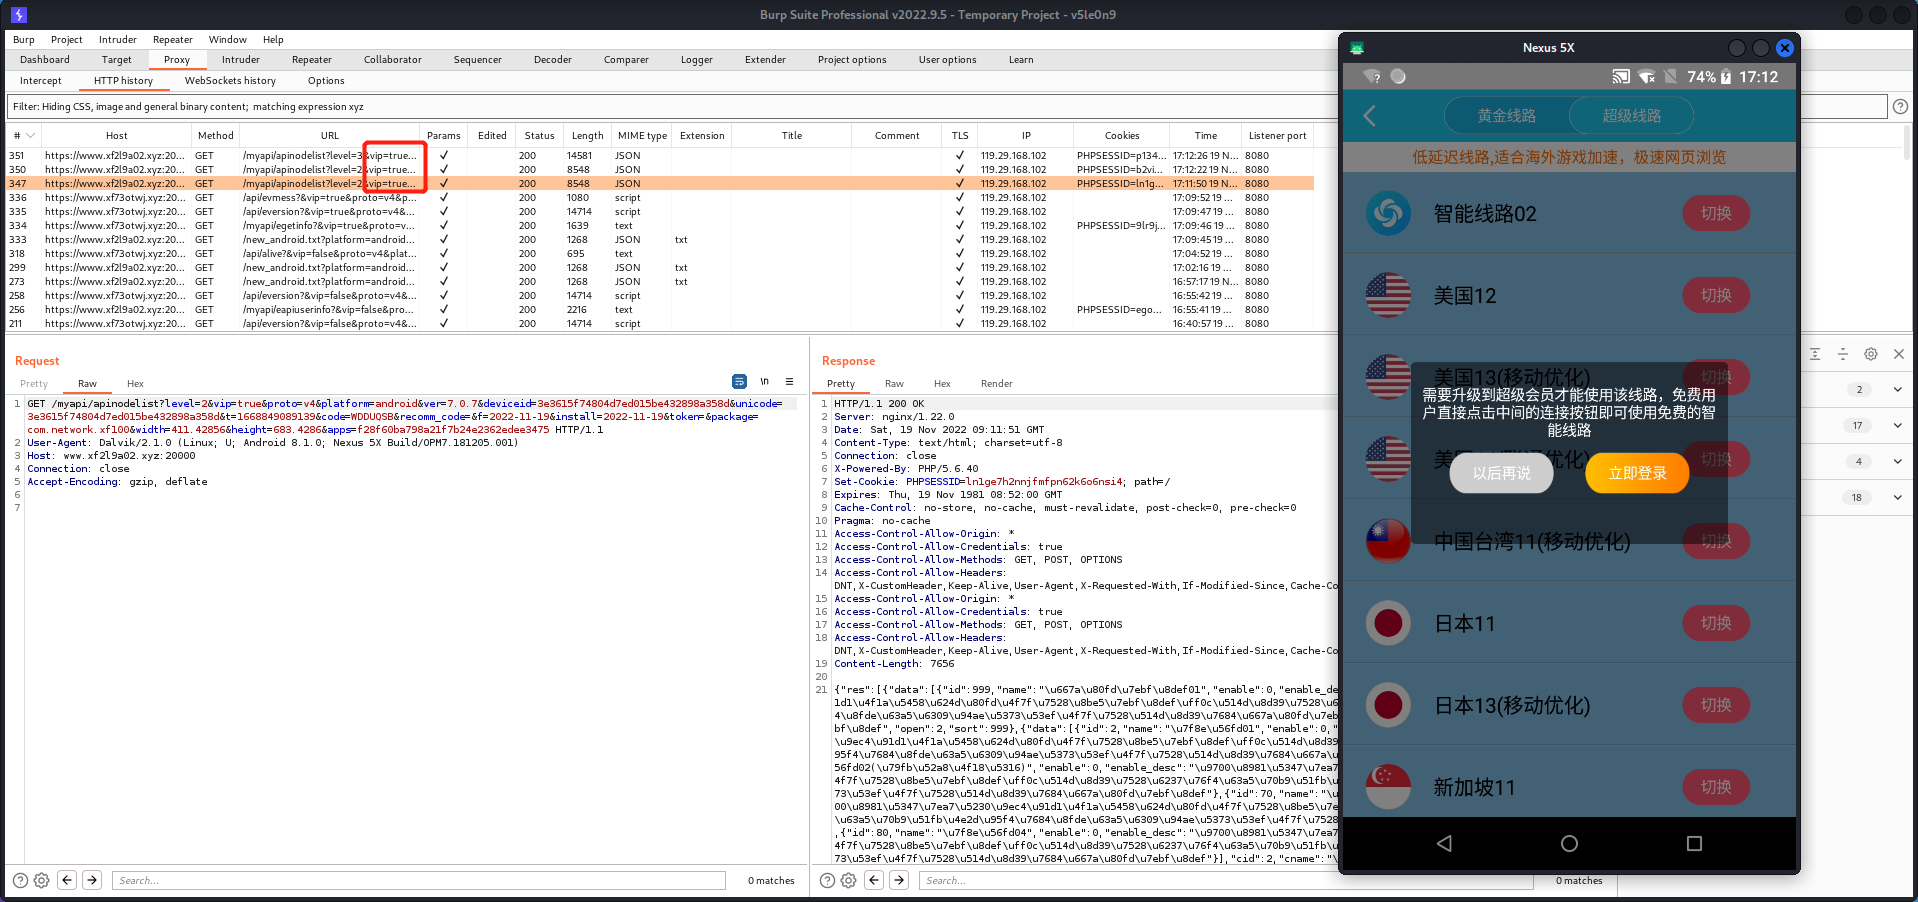 Burp Suite Professional v2022.9.5 - Temporary Project - v5le0n9
Burp Project Intruder Repeater Window Help
Dashboard Target Proxy Intruder Repeater Collaborator Sequencer Decoder Comparer Logger Extender Project options User options Learn
Intercept HTTP history WebSockets history Options
Filter: Hiding CSS, image and general binary content; matching expression xyz
# Host Method URL Params Edited Status Length MIME type Extension Title Comment TLS IP Cookies Time Listener port
351 https://www.xf2l9a02.xyz:20... GET /myapi/apinodelist?level=3&vip=true... ✓ 200 14581 JSON ✓ 119.29.168.102 PHPSESSID=p134... 17:12:26 19 N... 8080
350 https://www.xf2l9a02.xyz:20... GET /myapi/apinodelist?level=2&vip=true... ✓ 200 8548 JSON ✓ 119.29.168.102 PHPSESSID=b2vi... 17:12:22 19 N... 8080
347 https://www.xf2l9a02.xyz:20... GET /myapi/apinodelist?level=2&vip=true... ✓ 200 8548 JSON ✓ 119.29.168.102 PHPSESSID=ln1g... 17:11:50 19 N... 8080
336 https://www.xf73otwj.xyz:20... GET /api/evmess?&vip=true&proto=v4&p... ✓ 200 1080 script ✓ 119.29.168.102 17:09:52 19 ... 8080
335 https://www.xf73otwj.xyz:20... GET /api/eversion?&vip=true&proto=v4&... ✓ 200 14714 script ✓ 119.29.168.102 17:09:47 19 ... 8080
334 https://www.xf73otwj.xyz:20... GET /myapi/egetinfo?&vip=true&proto=v... ✓ 200 1639 text ✓ 119.29.168.102 PHPSESSID=9lr9j... 17:09:46 19 ... 8080
333 https://www.xf2l9a02.xyz:20... GET /new_android.txt?platform=android... ✓ 200 1268 JSON txt ✓ 119.29.168.102 17:09:45 19 ... 8080
318 https://www.xf73otwj.xyz:20... GET /api/alive?&vip=false&proto=v4&plat... ✓ 200 695 text ✓ 119.29.168.102 17:04:52 19 ... 8080
299 https://www.xf2l9a02.xyz:20... GET /new_android.txt?platform=android... ✓ 200 1268 JSON txt ✓ 119.29.168.102 17:02:16 19 ... 8080
273 https://www.xf2l9a02.xyz:20... GET /new_android.txt?platform=android... ✓ 200 1268 JSON txt ✓ 119.29.168.102 16:57:17 19 N... 8080
258 https://www.xf73otwj.xyz:20... GET /api/eversion?&vip=false&proto=v4&... ✓ 200 14714 script ✓ 119.29.168.102 16:55:42 19 ... 8080
256 https://www.xf2l9a02.xyz:20... GET /myapi/eapiuserinfo?&vip=false&pro... ✓ 200 2216 text ✓ 119.29.168.102 PHPSESSID=ego... 16:55:41 19 ... 8080
211 https://www.xf73otwj.xyz:20... GET /api/eversion?&vip=false&proto=v4&... ✓ 200 14714 script ✓ 119.29.168.102 16:40:57 19 ... 8080
Request
Pretty Raw Hex
\n
1 GET /myapi/apinodelist?level=2&vip=true&proto=v4&platform=android&ver=7.0.7&deviceid=3e3615f74804d7ed015be432898a358d&unicode=
3e3615f74804d7ed015be432898a358d&t=1668849089139&code=WDDUQSB&recomm_code=&f=2022-11-19&install=2022-11-19&token=&package=
com.network.xf100&width=411.42856&height=683.4286&apps=f28f60ba798a21f7b24e2362edee3475 HTTP/1.1
2 User-Agent: Dalvik/2.1.0 (Linux; U; Android 8.1.0; Nexus 5X Build/OPM7.181205.001)
3 Host: www.xf2l9a02.xyz:20000
4 Connection: close
5 Accept-Encoding: gzip, deflate
6
7
Search... 0 matches
Response
Pretty Raw Hex Render
1 HTTP/1.1 200 OK
2 Server: nginx/1.22.0
3 Date: Sat, 19 Nov 2022 09:11:51 GMT
4 Content-Type: text/html; charset=utf-8
5 Connection: close
6 X-Powered-By: PHP/5.6.40
7 Set-Cookie: PHPSESSID=ln1ge7h2nnjfmfpn62k6o6nsi4; path=/
8 Expires: Thu, 19 Nov 1981 08:52:00 GMT
9 Cache-Control: no-store, no-cache, must-revalidate, post-check=0, pre-check=0
10 Pragma: no-cache
11 Access-Control-Allow-Origin: *
12 Access-Control-Allow-Credentials: true
13 Access-Control-Allow-Methods: GET, POST, OPTIONS
14 Access-Control-Allow-Headers:
DNT,X-CustomHeader,Keep-Alive,User-Agent,X-Requested-With,If-Modified-Since,Cache-Co
15 Access-Control-Allow-Origin: *
16 Access-Control-Allow-Credentials: true
17 Access-Control-Allow-Methods: GET, POST, OPTIONS
18 Access-Control-Allow-Headers:
DNT,X-CustomHeader,Keep-Alive,User-Agent,X-Requested-With,If-Modified-Since,Cache-Co
19 Content-Length: 7656
20
21 {"res":[{"data":[{"id":999,"name":"\u667a\u80fd\u7ebf\u8def01","enable":0,"enable_de
1d1\u4f1a\u5458\u624d\u80fd\u4f7f\u7528\u8be5\u7ebf\u8def\uff0c\u514d\u8d39\u7528\u6
4\u8fde\u63a5\u6309\u94ae\u5373\u53ef\u4f7f\u7528\u514d\u8d39\u7684\u667a\u80fd\u7eb
bf\u8def","open":2,"sort":999},{"data":[{"id":2,"name":"\u7f8e\u56fd01","enable":0,"
\u9ec4\u91d1\u4f1a\u5458\u624d\u80fd\u4f7f\u7528\u8be5\u7ebf\u8def\uff0c\u514d\u8d39
95f4\u7684\u8fde\u63a5\u6309\u94ae\u5373\u53ef\u4f7f\u7528\u514d\u8d39\u7684\u667a\u
56fd02(\u79fb\u52a8\u4f18\u5316)","enable":0,"enable_desc":"\u9700\u8981\u5347\u7ea7
4f7f\u7528\u8be5\u7ebf\u8def\uff0c\u514d\u8d39\u7528\u6237\u76f4\u63a5\u70b9\u51fb\u
73\u53ef\u4f7f\u7528\u514d\u8d39\u7684\u667a\u80fd\u7ebf\u8def"},{"id":70,"name":"\u
00\u8981\u5347\u7ea7\u5230\u9ec4\u91d1\u4f1a\u5458\u624d\u80fd\u4f7f\u7528\u8be5\u7e
\u63a5\u70b9\u51fb\u4e2d\u95f4\u7684\u8fde\u63a5\u6309\u94ae\u5373\u53ef\u4f7f\u7528
,{"id":80,"name":"\u7f8e\u56fd04","enable":0,"enable_desc":"\u9700\u8981\u5347\u7ea7
4f7f\u7528\u8be5\u7ebf\u8def\uff0c\u514d\u8d39\u7528\u6237\u76f4\u63a5\u70b9\u51fb\u
73\u53ef\u4f7f\u7528\u514d\u8d39\u7684\u667a\u80fd\u7ebf\u8def"}],"cid":2,"cname":"\
Search... 0 matches
2
17
4
18
Nexus 5X
74% 17:12
黄金线路 超级线路
低延迟线路,适合海外游戏加速，极速网页浏览
智能线路02 切换
美国12 切换
美国13(移动优化) 切换
需要升级到超级会员才能使用该线路，免费用
户直接点击中间的连接按钮即可使用免费的智
能线路
以后再说 立即登录
中国台湾11(移动优化) 切换
日本11 切换
日本13(移动优化) 切换
新加坡11 切换